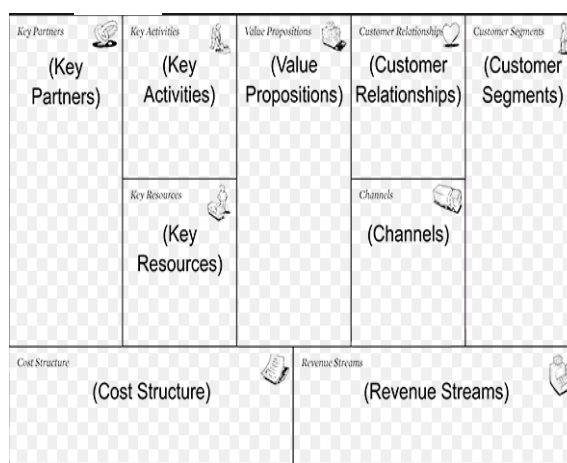 Key Partners
(Key
Partners)
Key Activities
(Key
Activities)
Key Resources
(Key
Resources)
Value Propositions
(Value
Propositions)
Customer Relationships
(Customer
Relationships)
Channels
(Channels)
Customer Segments
(Customer
Segments)
Cost Structure
(Cost Structure)
Revenue Streams
(Revenue Streams)